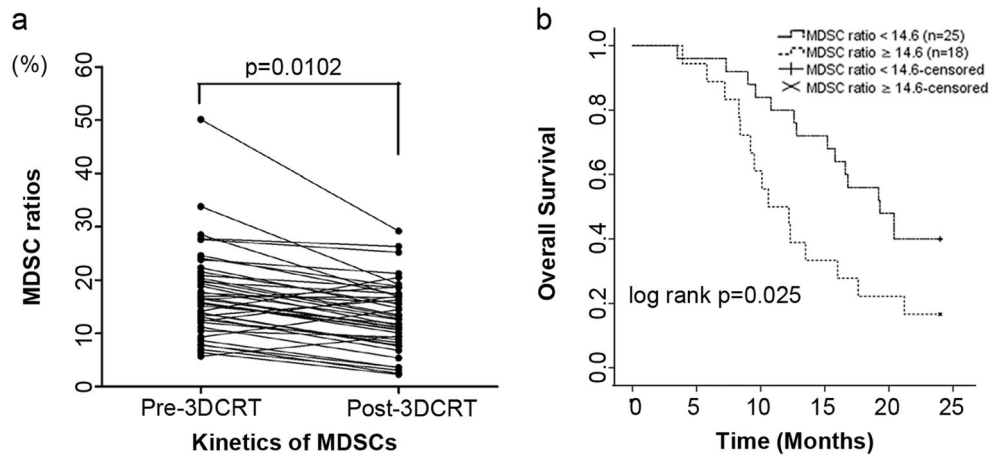 a
(%)
p=0.0102
60
50
40
30
20
10
0
MDSC ratios
Pre-3DCRT
Post-3DCRT
Kinetics of MDSCs
b
MDSC ratio < 14.6 (n=25)
MDSC ratio ≥ 14.6 (n=18)
MDSC ratio < 14.6-censored
MDSC ratio ≥ 14.6-censored
1.0
0.8
0.6
0.4
0.2
0.0
Overall Survival
log rank p=0.025
0
5
10
15
20
25
Time (Months)